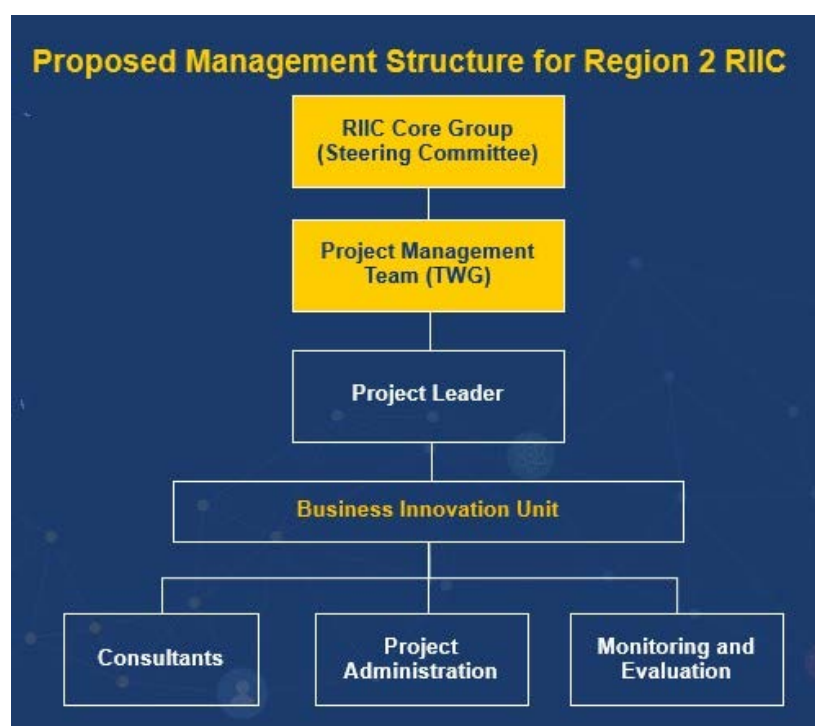 Proposed Management Structure for Region 2 RIIC
RIIC Core Group
(Steering Committee)
Project Management
Team (TWG)
Project Leader
Business Innovation Unit
Consultants
Project
Administration
Monitoring and
Evaluation